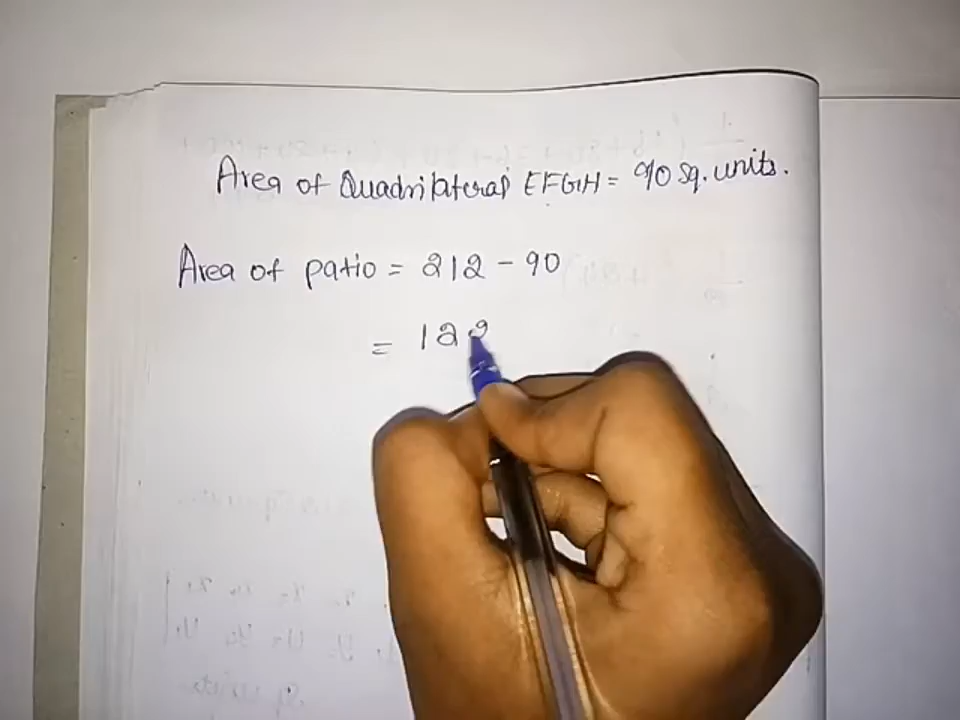 Area of Quadrilateral EFGH = 90 sq. units.
Area of patio = 212 - 90
= 122